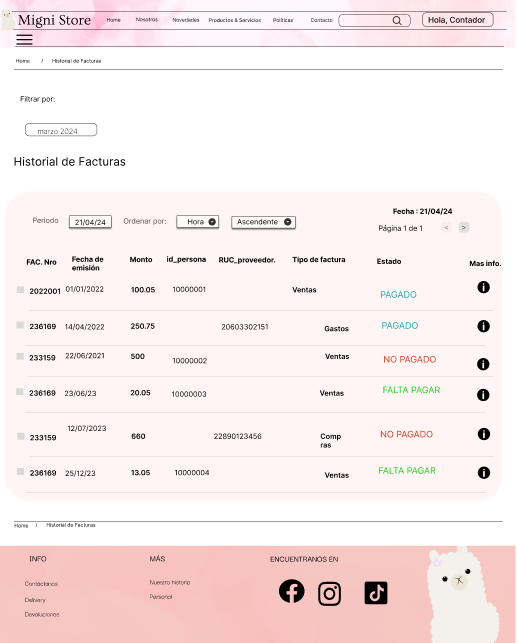 Migni Store Home Nosotros Novedades Productos & Servicios Políticas Contacto Hola, Contador
Home / Historial de Facturas
Filtrar por:
marzo 2024
Historial de Facturas
Fecha : 21/04/24
Periodo 21/04/24 Ordenar por: Hora Ascendente
Página 1 de 1 < >
FAC. Nro Fecha de emisión Monto id_persona RUC_proveedor. Tipo de factura Estado Mas info.
2022001 01/01/2022 100.05 10000001 Ventas PAGADO
236169 14/04/2022 250.75 20603302151 Gastos PAGADO
233159 22/06/2021 500 10000002 Ventas NO PAGADO
236169 23/06/23 20.05 10000003 Ventas FALTA PAGAR
233159 12/07/2023 660 22890123456 Comp ras NO PAGADO
236169 25/12/23 13.05 10000004 Ventas FALTA PAGAR
Home / Historial de Facturas
INFO MÁS ENCUENTRANOS EN
Contáctanos Nuestra historia
Delivery Personal
Devoluciones